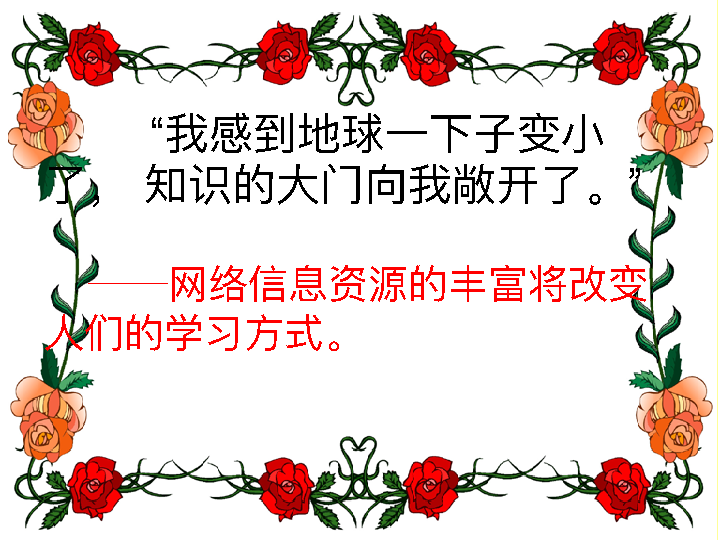 “我感到地球一下子变小
了， 知识的大门向我敞开了。”
——网络信息资源的丰富将改变
人们的学习方式。